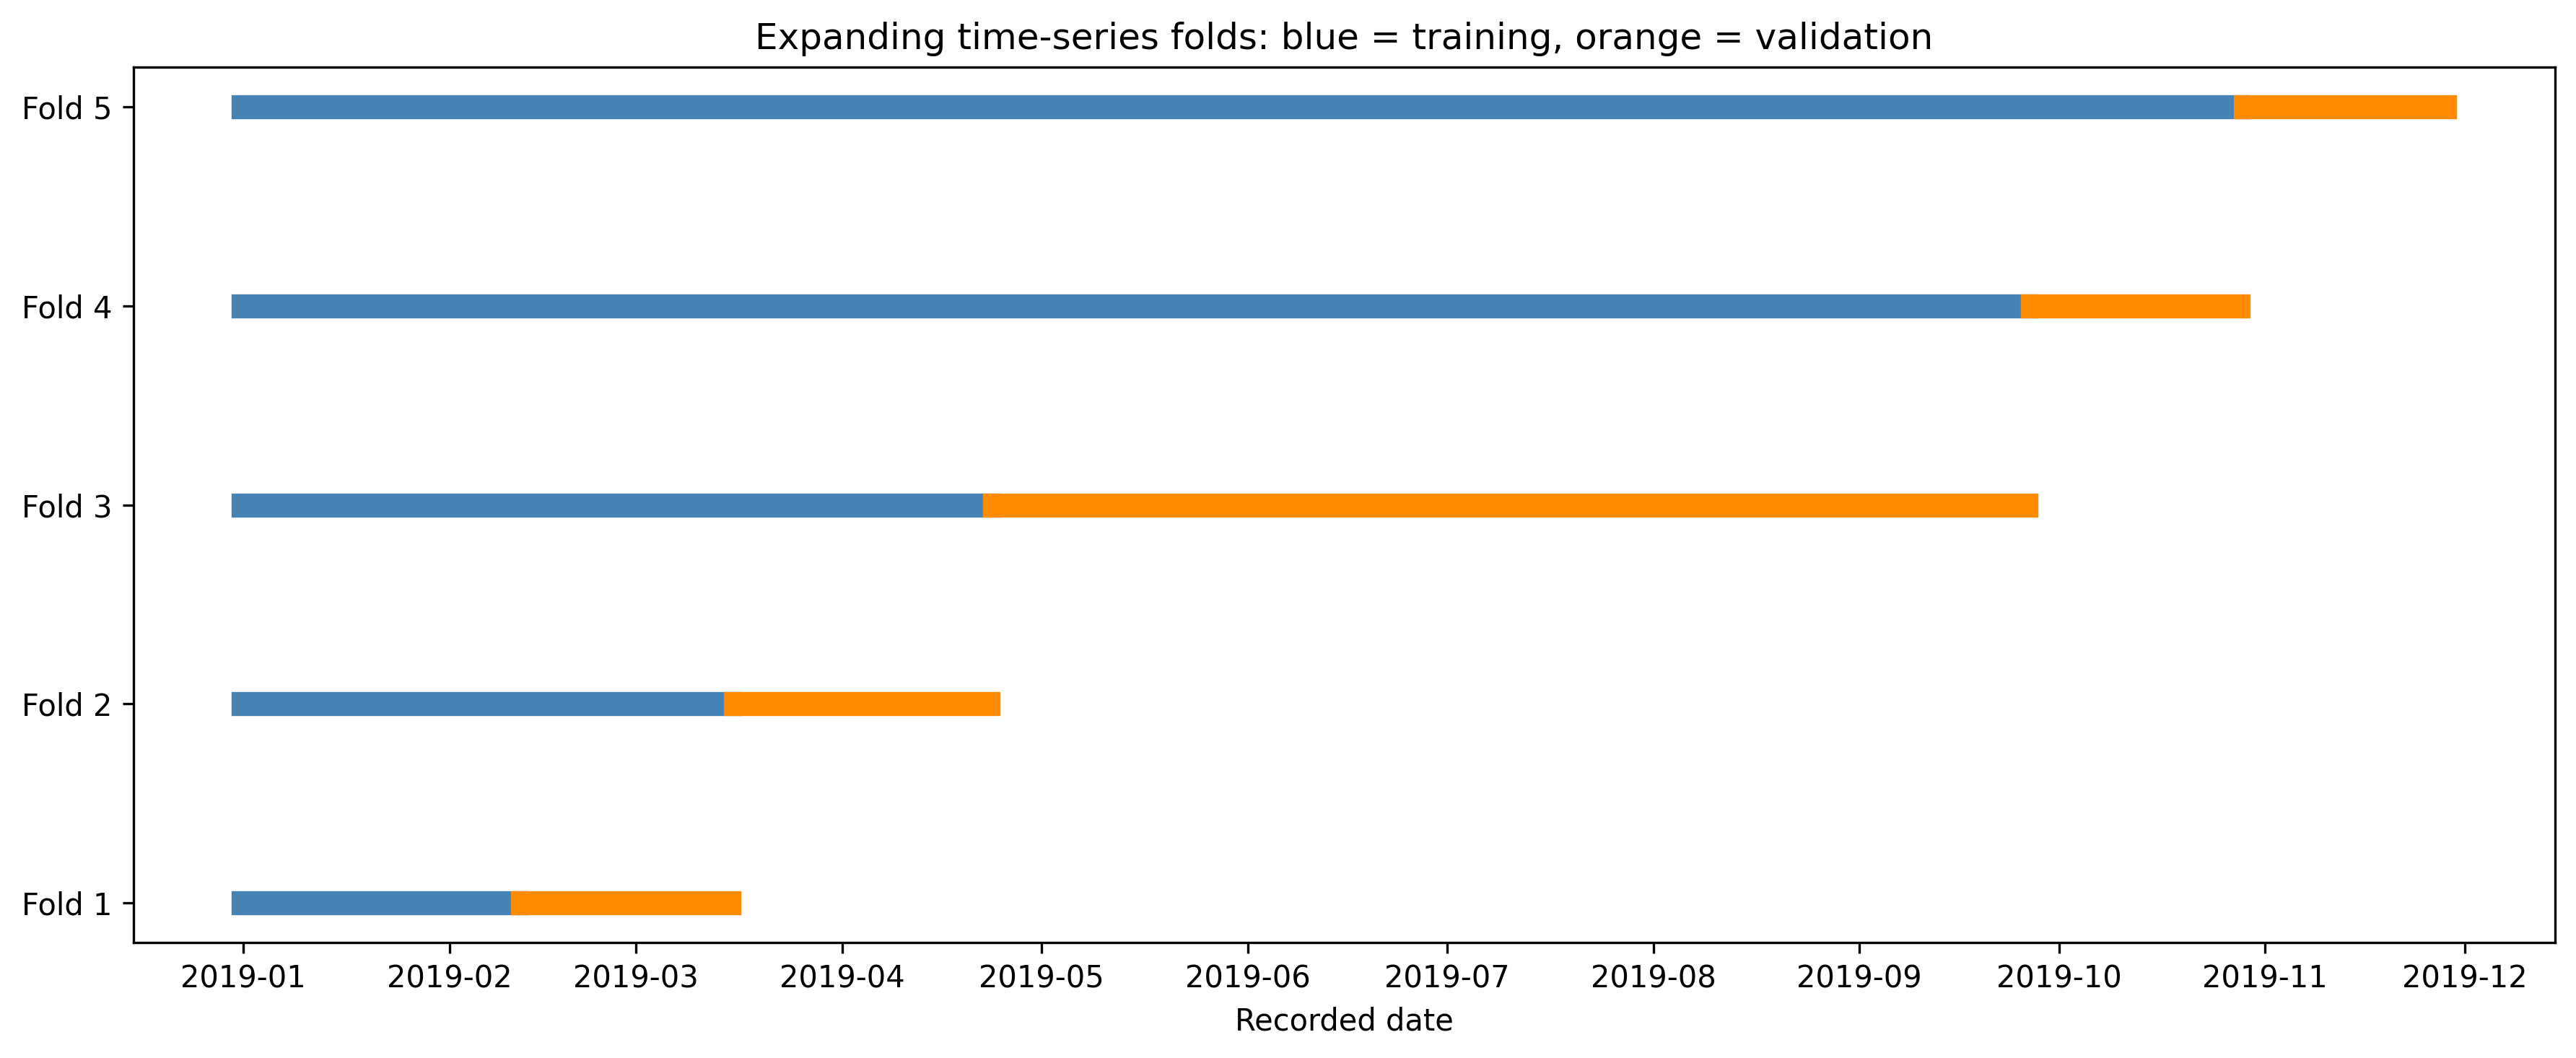 Expanding time-series folds: blue = training, orange = validation
Fold 5
Fold 4
Fold 3
Fold 2
Fold 1
2019-01 2019-02 2019-03 2019-04 2019-05 2019-06 2019-07 2019-08 2019-09 2019-10 2019-11 2019-12
Recorded date